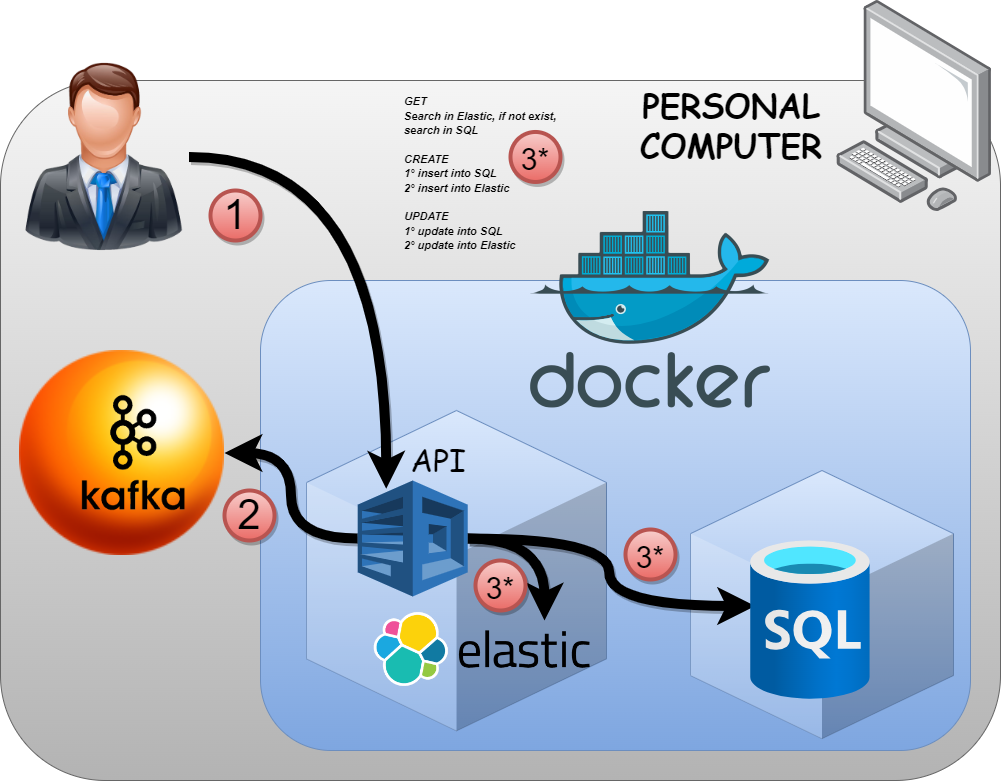 GET
Search in Elastic, if not exist,
search in SQL
CREATE
1° insert into SQL
2° insert into Elastic
UPDATE
1° update into SQL
2° update into Elastic
3*
PERSONAL
COMPUTER
1
docker
API
kafka
2
3*
3*
elastic
SQL